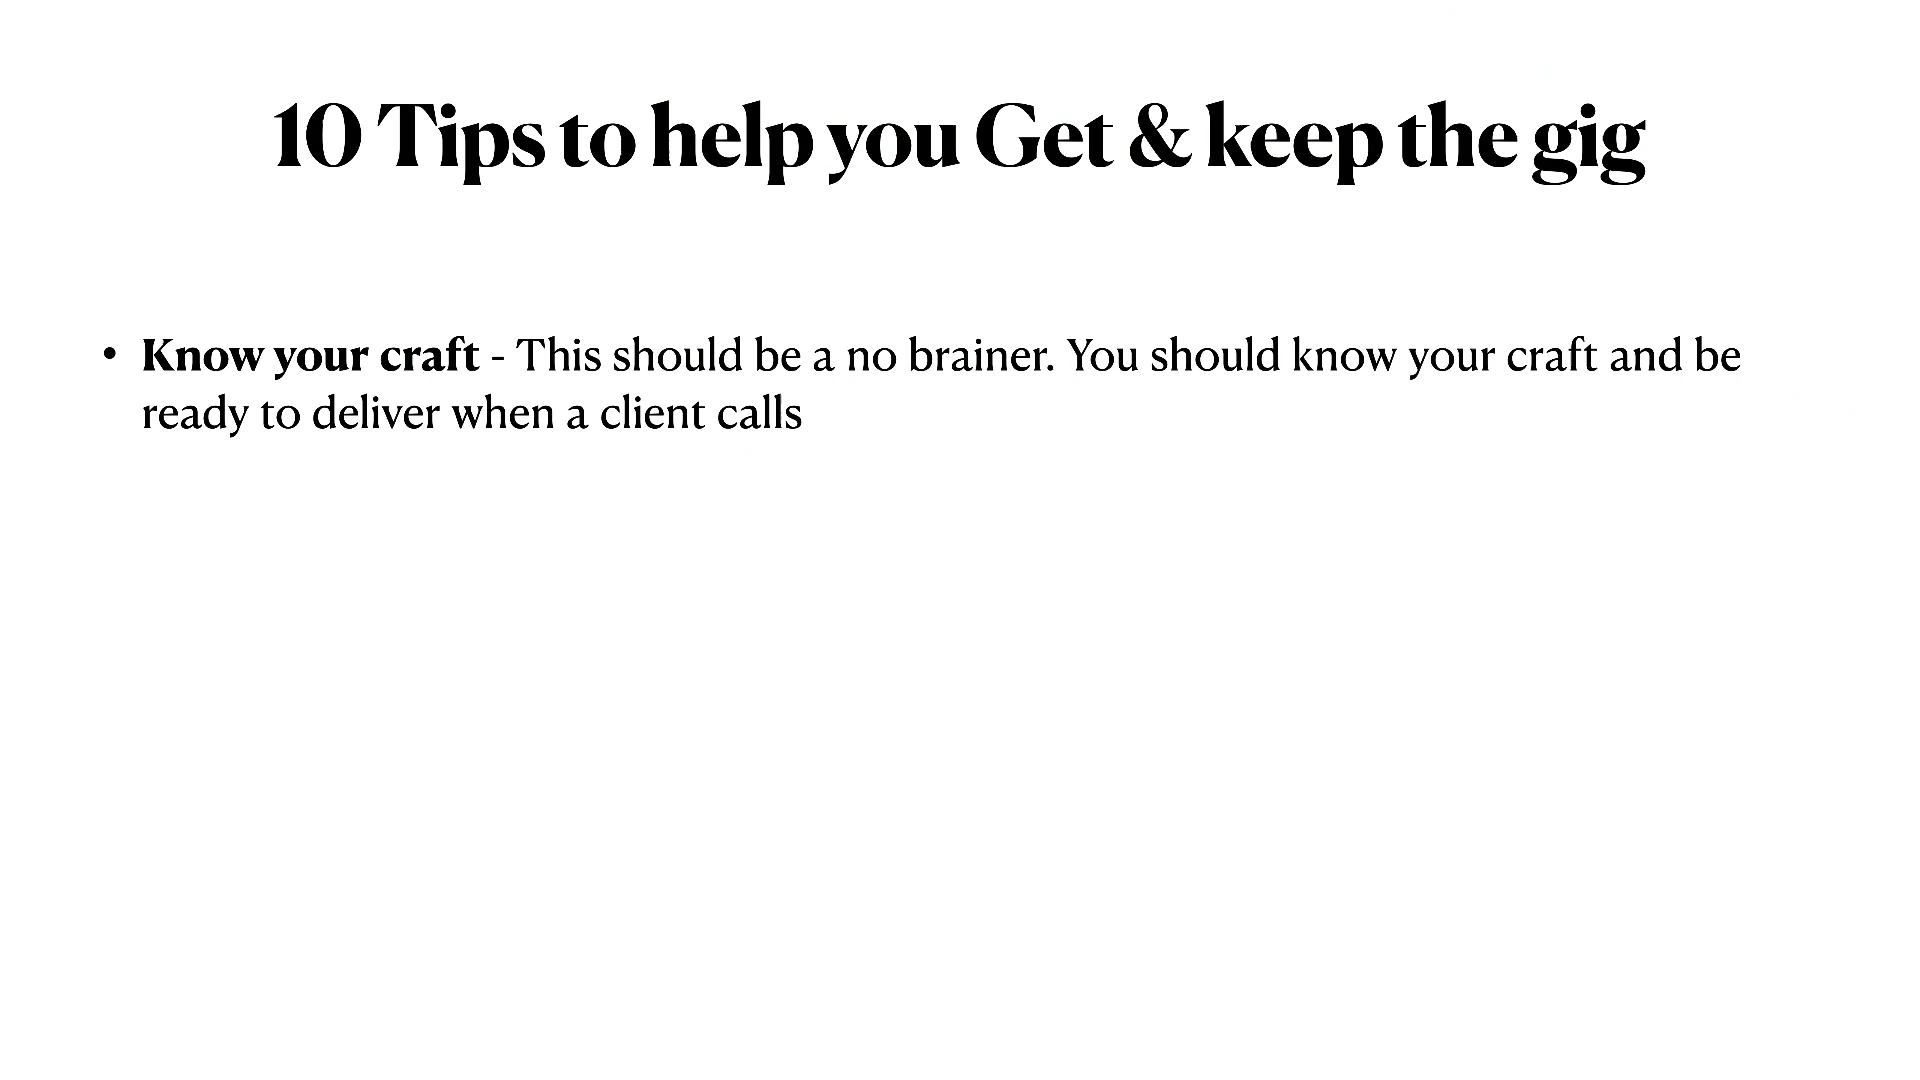 10 Tips to help you Get & keep the gig
• Know your craft - This should be a no brainer. You should know your craft and be
ready to deliver when a client calls